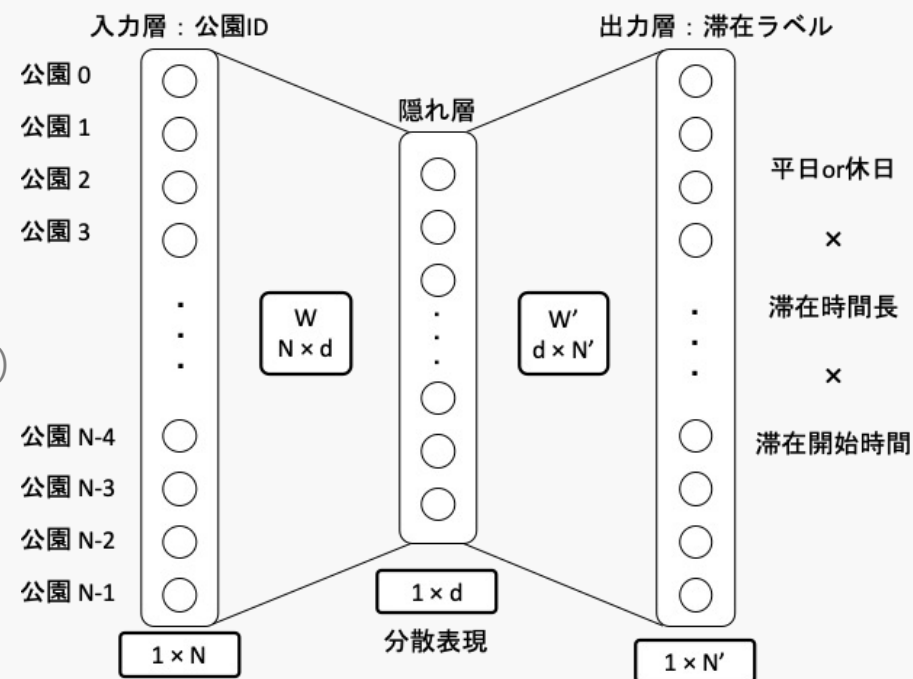 入力層：公園ID
公園 0
公園 1
公園 2
公園 3
公園 N-4
公園 N-3
公園 N-2
公園 N-1
1 × N
W
N × d
隠れ層
1 × d
分散表現
W′
d × N′
出力層：滞在ラベル
1 × N′
平日or休日
×
滞在時間長
×
滞在開始時間